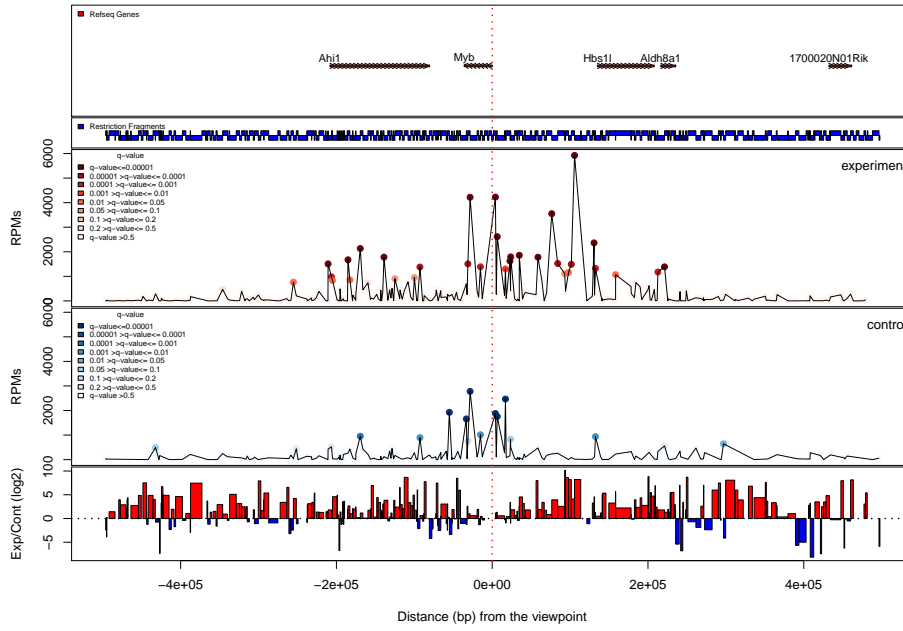 Refseq Genes
Ahi1
Myb
Hbs1l
Aldh8a1
1700020N01Rik
Restriction Fragments
experimen
RPMs
6000
4000
2000
0
q-value
q-value<=0.00001
0.00001 >q-value<= 0.0001
0.0001 >q-value<= 0.001
0.001 >q-value<= 0.01
0.01 >q-value<= 0.05
0.05 >q-value<= 0.1
0.1 >q-value<= 0.2
0.2 >q-value<= 0.5
q-value >0.5
contro
RPMs
6000
4000
2000
0
q-value
q-value<=0.00001
0.00001 >q-value<= 0.0001
0.0001 >q-value<= 0.001
0.001 >q-value<= 0.01
0.01 >q-value<= 0.05
0.05 >q-value<= 0.1
0.1 >q-value<= 0.2
0.2 >q-value<= 0.5
q-value >0.5
Exp/Cont (log2)
10
5
0
−5
−4e+05
−2e+05
0e+00
2e+05
4e+05
Distance (bp) from the viewpoint